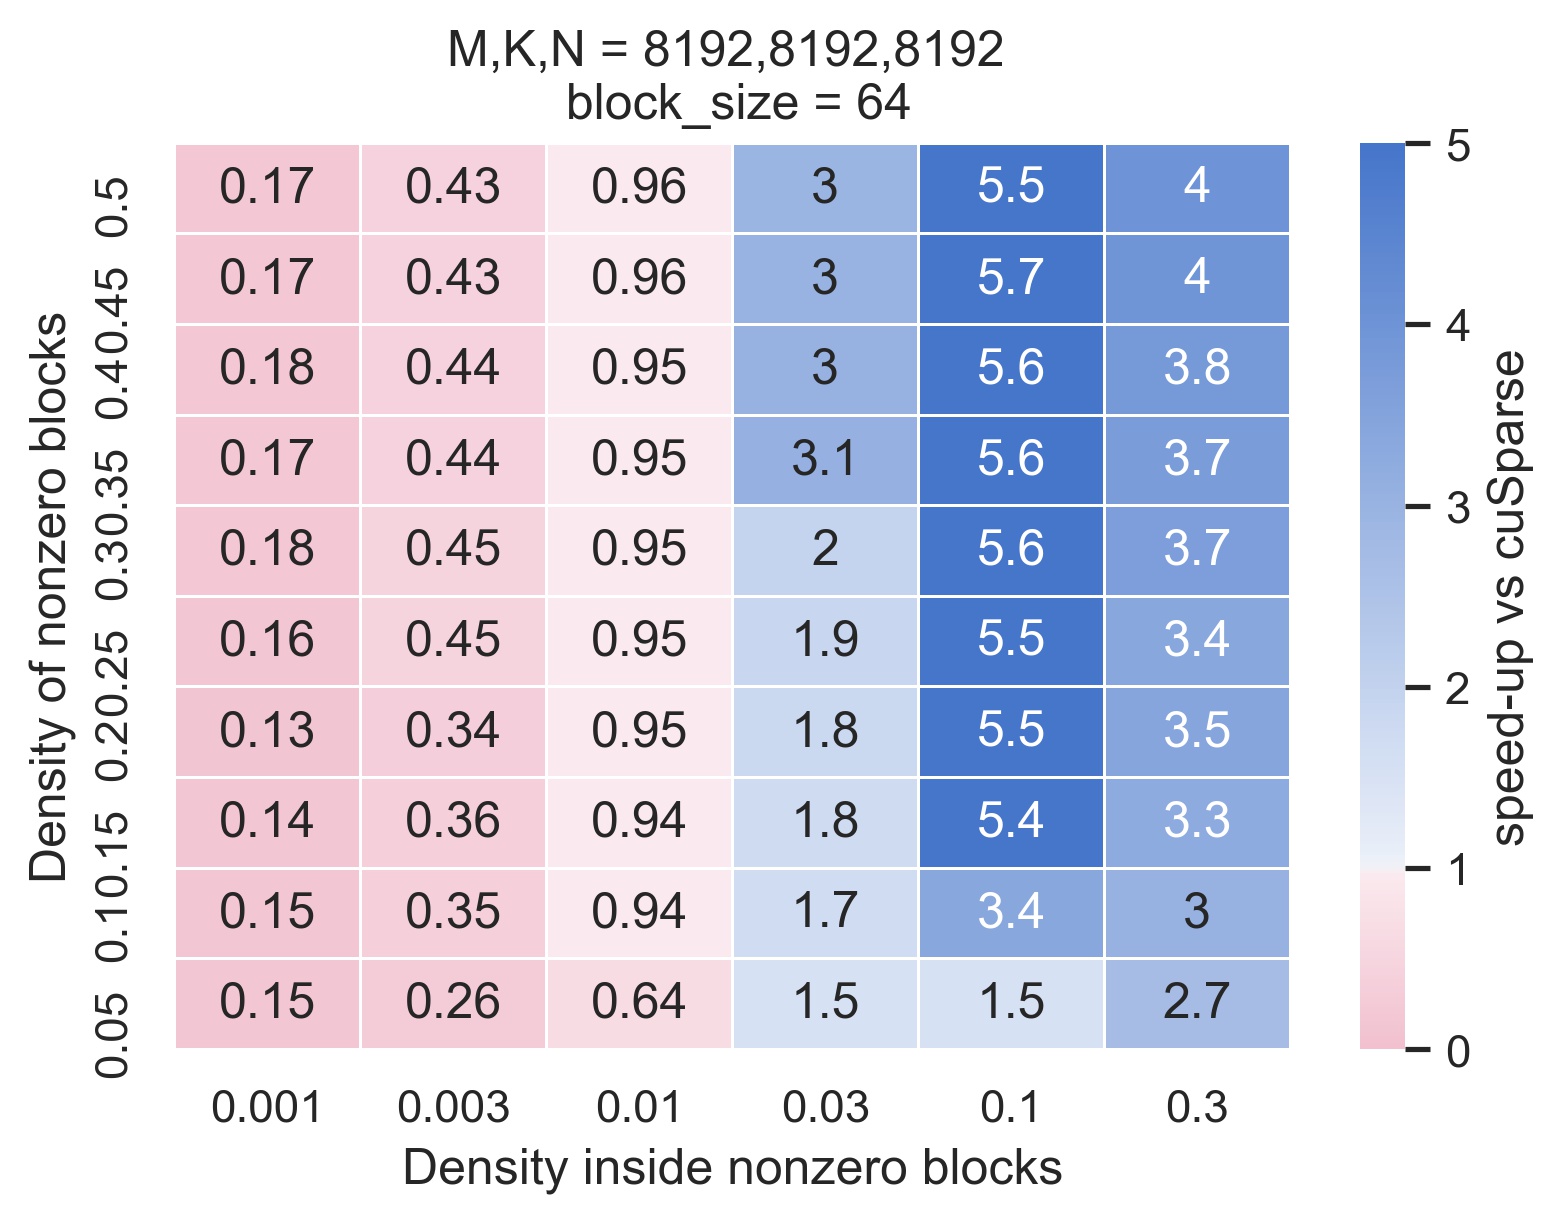 M,K,N = 8192,8192,8192
block_size = 64
Density of nonzero blocks
0.5 0.17 0.43 0.96 3 5.5 4
0.45 0.17 0.43 0.96 3 5.7 4
0.4 0.18 0.44 0.95 3 5.6 3.8
0.35 0.17 0.44 0.95 3.1 5.6 3.7
0.3 0.18 0.45 0.95 2 5.6 3.7
0.25 0.16 0.45 0.95 1.9 5.5 3.4
0.2 0.13 0.34 0.95 1.8 5.5 3.5
0.15 0.14 0.36 0.94 1.8 5.4 3.3
0.1 0.15 0.35 0.94 1.7 3.4 3
0.05 0.15 0.26 0.64 1.5 1.5 2.7
0.001 0.003 0.01 0.03 0.1 0.3
Density inside nonzero blocks
5
4
3
2
1
0
speed-up vs cuSparse